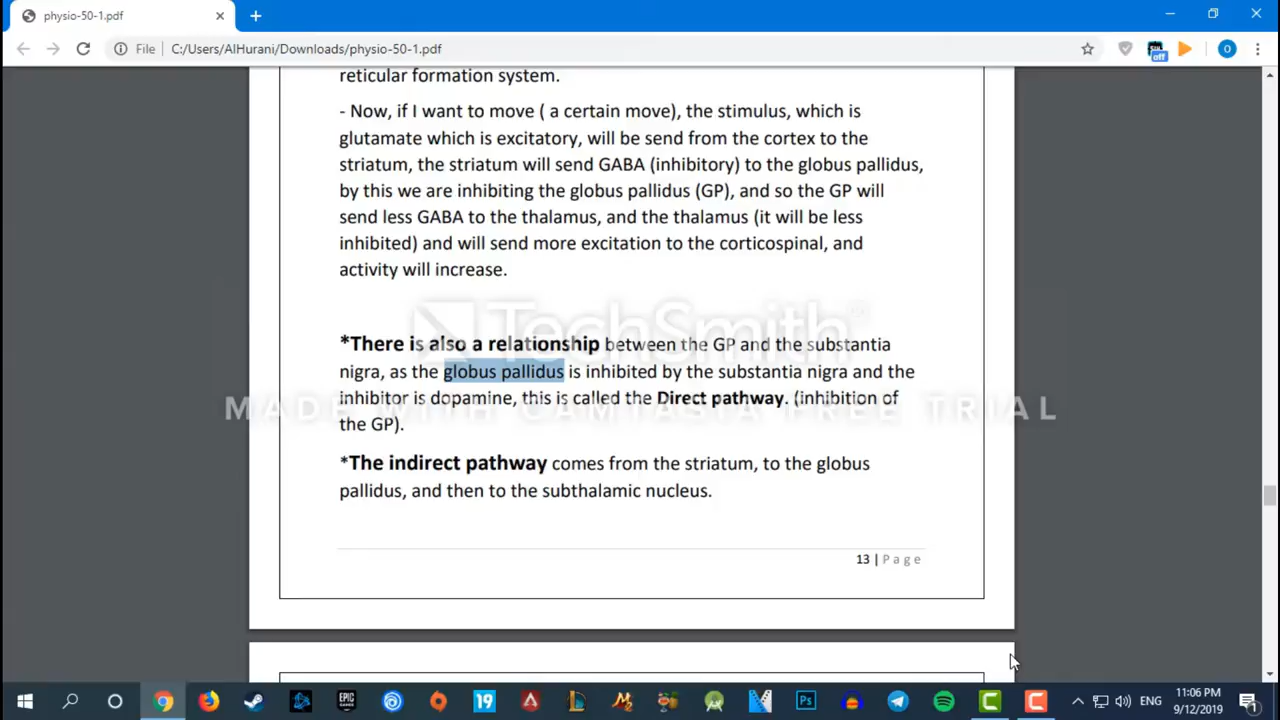 physio-50-1.pdf
File
C:/Users/AlHurani/Downloads/physio-50-1.pdf
off
O
reticular formation system.
- Now, if I want to move ( a certain move), the stimulus, which is
glutamate which is excitatory, will be send from the cortex to the
striatum, the striatum will send GABA (inhibitory) to the globus pallidus,
by this we are inhibiting the globus pallidus (GP), and so the GP will
send less GABA to the thalamus, and the thalamus (it will be less
inhibited) and will send more excitation to the corticospinal, and
activity will increase.
TechSmith
*There is also a relationship between the GP and the substantia
nigra, as the globus pallidus is inhibited by the substantia nigra and the
inhibitor is dopamine, this is called the Direct pathway. (inhibition of
MADE WITH CAMTASIA FREE TRIAL
the GP).
*The indirect pathway comes from the striatum, to the globus
pallidus, and then to the subthalamic nucleus.
13 | Page
EPIC
GAMES
19
Ps
ENG
11:06 PM
9/12/2019
1